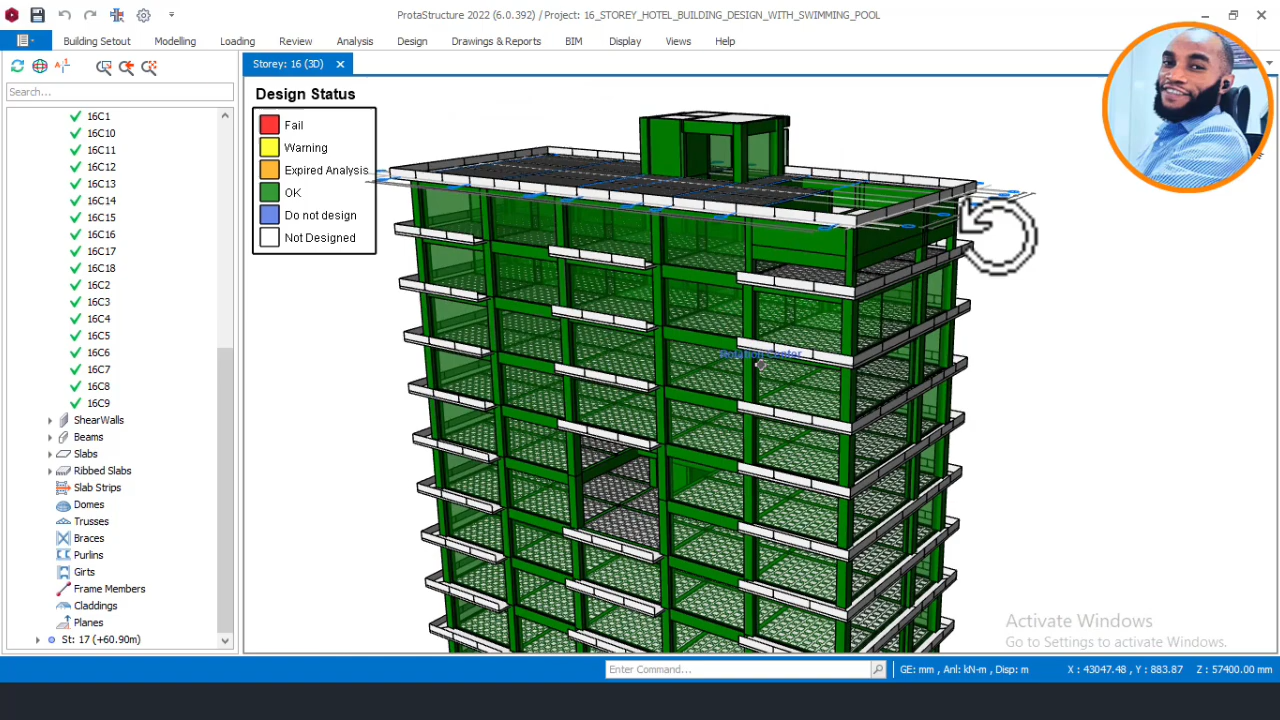 ProtaStructure 2022 (6.0.392) / Project: 16_STOREY_HOTEL_BUILDING_DESIGN_WITH_SWIMMING_POOL
Building Setout Modelling Loading Review Analysis Design Drawings & Reports BIM Display Views Help
Storey: 16 (3D)
Search...
Design Status
Fail
Warning
Expired Analysis
OK
Do not design
Not Designed
16C1
16C10
16C11
16C12
16C13
16C14
16C15
16C16
16C17
16C18
16C2
16C3
16C4
16C5
16C6
16C7
16C8
16C9
ShearWalls
Beams
Slabs
Ribbed Slabs
Slab Strips
Domes
Trusses
Braces
Purlins
Girts
Frame Members
Claddings
Planes
St: 17 (+60.90m)
Rotation Center
Activate Windows
Go to Settings to activate Windows.
Enter Command...
GE: mm , Anl: kN-m , Disp: m
X : 43047.48 , Y : 883.87
Z : 57400.00 mm